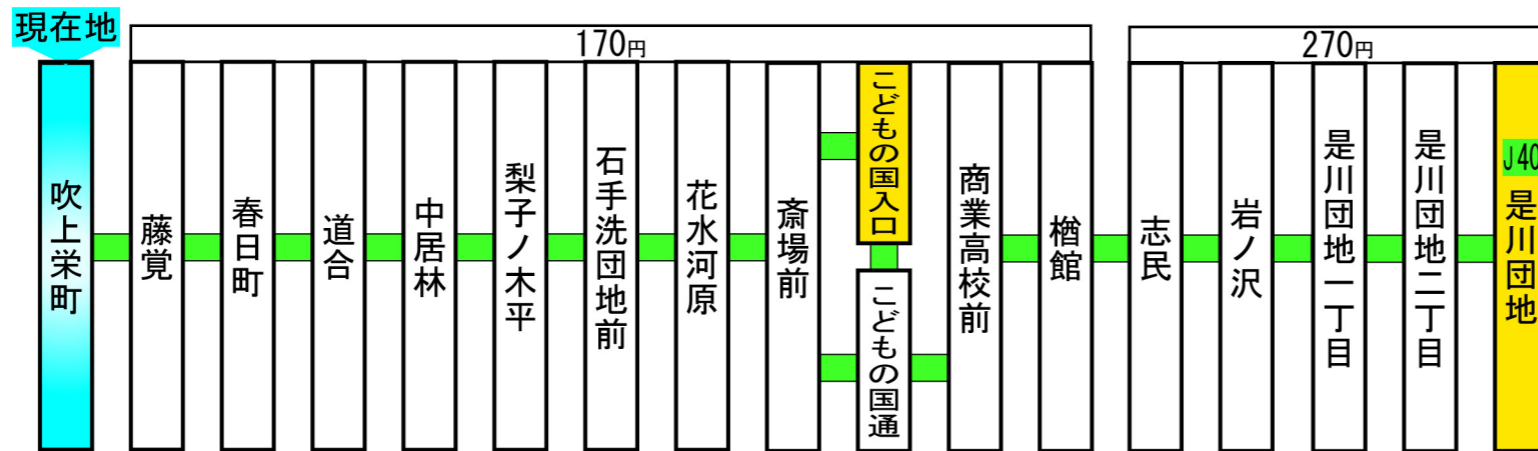 現在地
170円
270円
吹上栄町
藤覚
春日町
道合
中居林
梨子ノ木平
石手洗団地前
花水河原
斎場前
こどもの国入口
こどもの国通
商業高校前
楢館
志民
岩ノ沢
是川団地一丁目
是川団地二丁目
J40
是川団地